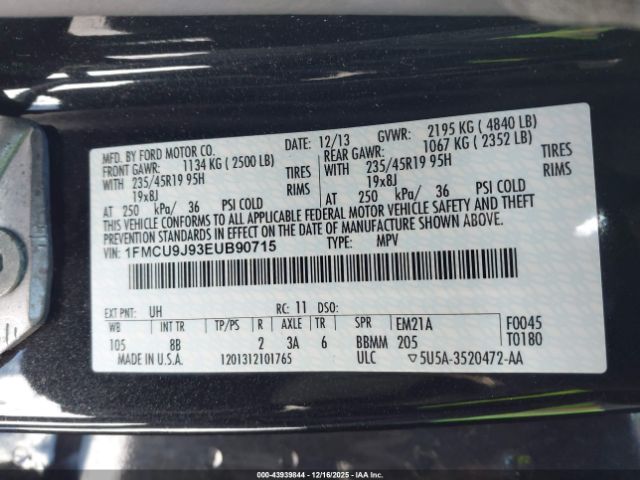 MFD. BY FORD MOTOR CO. DATE: 12/13 GVWR: 2195 KG ( 4840 LB)
FRONT GAWR: 1134 KG ( 2500 LB) REAR GAWR: 1067 KG ( 2352 LB)
WITH 235/45R19 95H TIRES WITH 235/45R19 95H TIRES
19x8J RIMS 19x8J RIMS
AT 250 kPa/ 36 PSI COLD AT 250 kPa/ 36 PSI COLD
THIS VEHICLE CONFORMS TO ALL APPLICABLE FEDERAL MOTOR VEHICLE SAFETY AND THEFT
PREVENTION STANDARDS IN EFFECT ON THE DATE OF MANUFACTURE SHOWN ABOVE.
VIN: 1FMCU9J93EUB90715 TYPE: MPV
EXT PNT: UH RC: 11 DSO:
WB INT TR TP/PS R AXLE TR SPR EM21A F0045
105 8B 2 3A 6 BBMM 205 T0180
MADE IN U.S.A. 1201312101765 ULC ▽5U5A-3520472-AA
000-43939844 - 12/16/2025 - IAAI.com